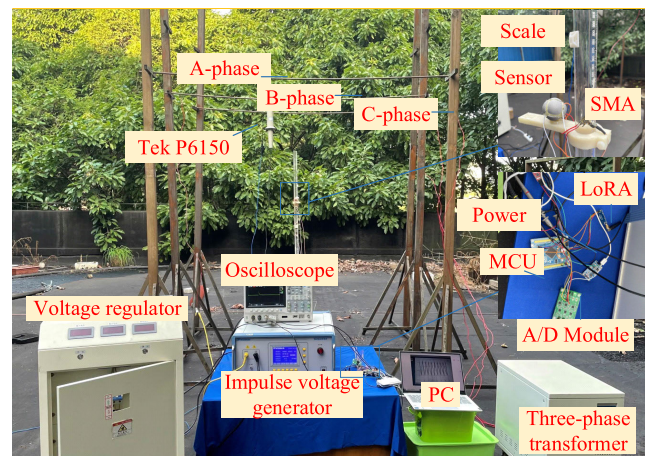 Scale
A-phase
Sensor
B-phase
SMA
C-phase
Tek P6150
LoRA
Power
MCU
Oscilloscope
Voltage regulator
A/D Module
Impulse voltage
generator
PC
Three-phase
transformer